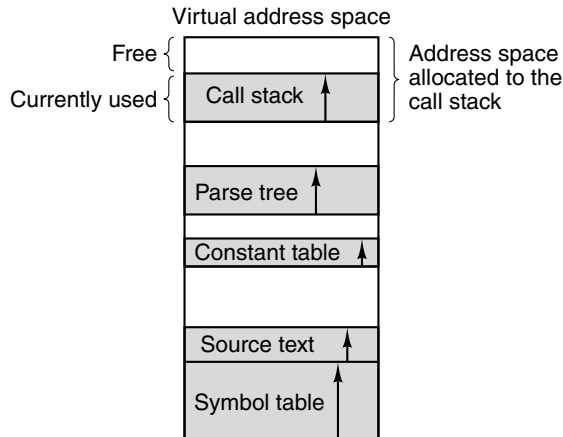 Virtual address space
Free
Address space
allocated to the
call stack
Currently used
Call stack
Parse tree
Constant table
Source text
Symbol table